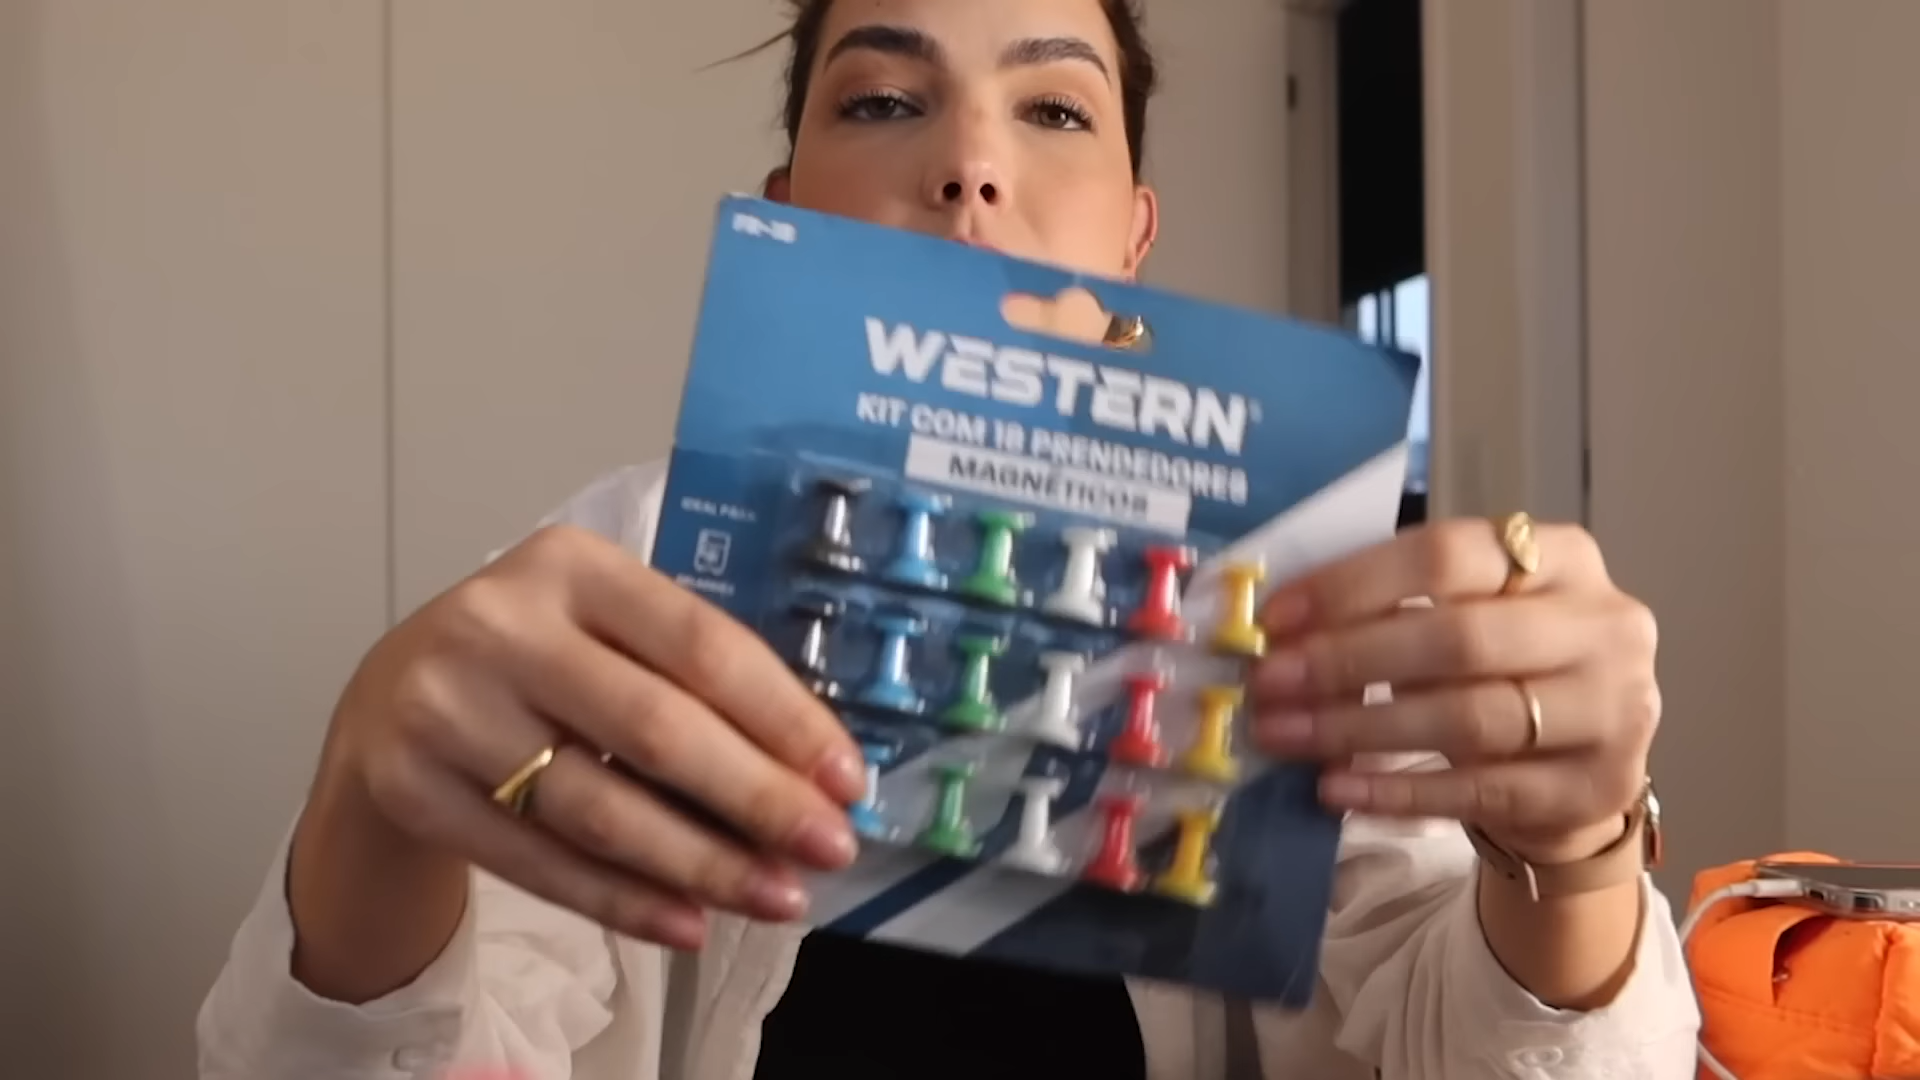 WESTERN
KIT COM 18 PRENDEDORES
MAGNÉTICOS